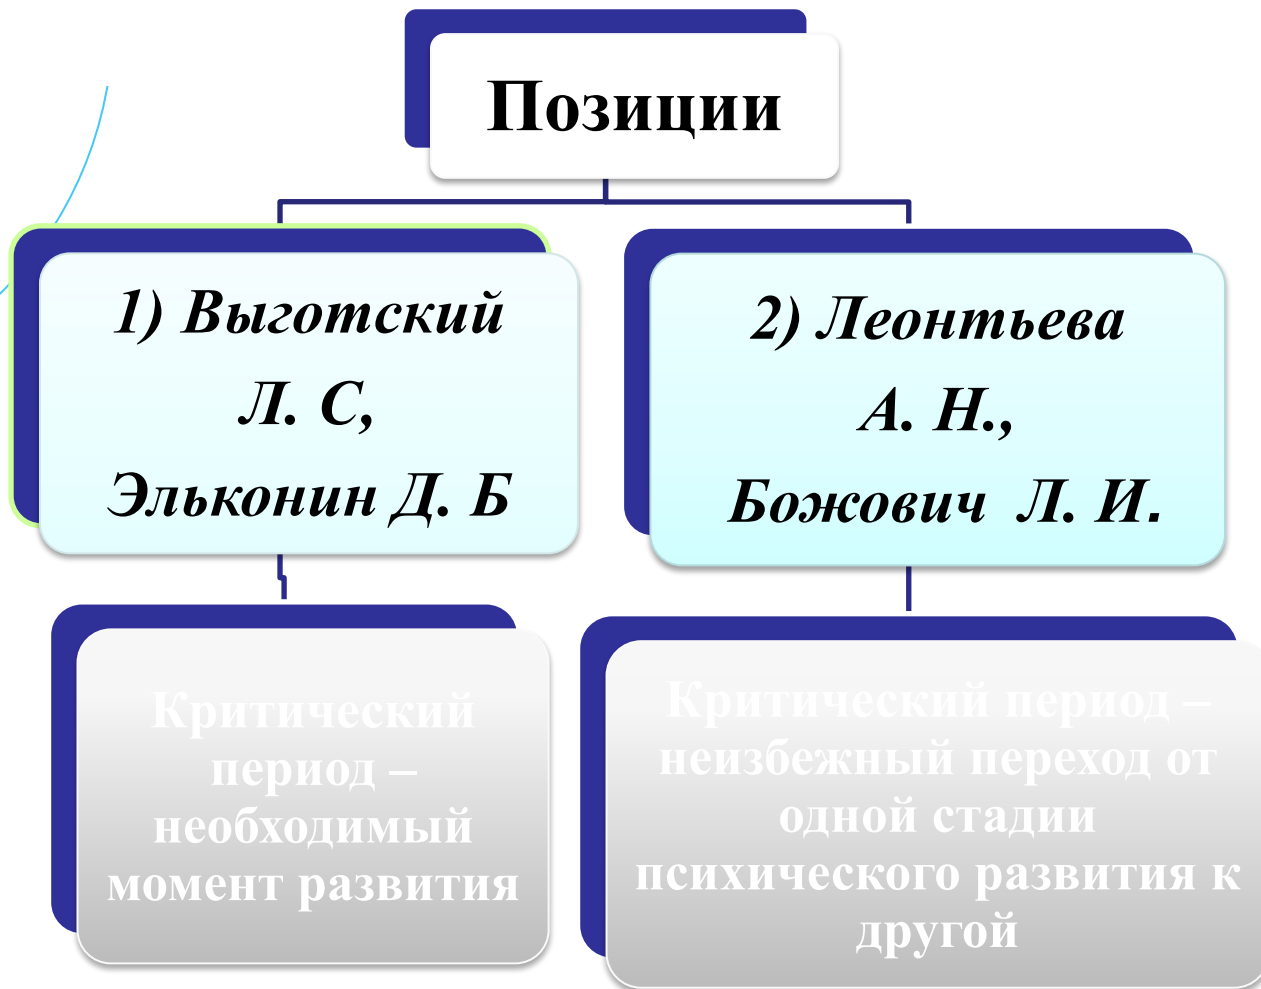 Позиции
1) Выготский
Л. С,
Эльконин Д. Б
2) Леонтьева
А. Н.,
Божович Л. И.
Критический
период –
необходимый
момент развития
Критический период –
неизбежный переход от
одной стадии
психического развития к
другой